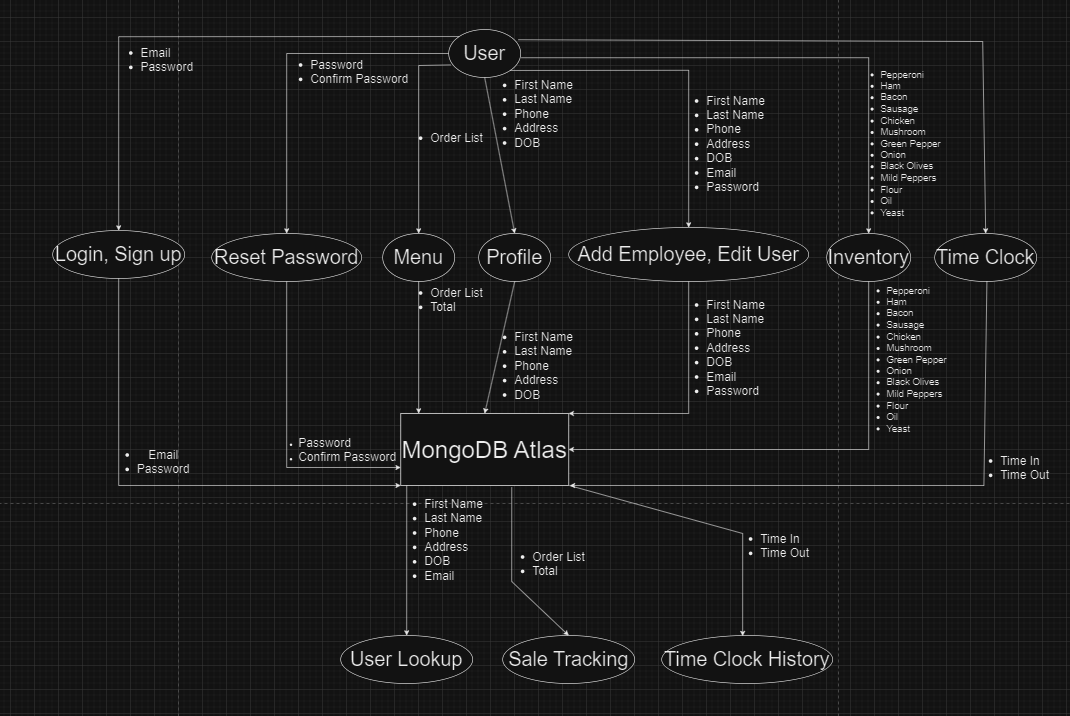 User
Email
Password
Password
Confirm Password
Order List
First Name
Last Name
Phone
Address
DOB
First Name
Last Name
Phone
Address
DOB
Email
Password
Pepperoni
Ham
Bacon
Sausage
Chicken
Mushroom
Green Pepper
Onion
Black Olives
Mild Peppers
Flour
Oil
Yeast
Login, Sign up
Reset Password
Menu
Profile
Add Employee, Edit User
Inventory
Time Clock
Order List
Total
First Name
Last Name
Phone
Address
DOB
First Name
Last Name
Phone
Address
DOB
Email
Password
Pepperoni
Ham
Bacon
Sausage
Chicken
Mushroom
Green Pepper
Onion
Black Olives
Mild Peppers
Flour
Oil
Yeast
Email
Password
Password
Confirm Password
MongoDB Atlas
Time In
Time Out
First Name
Last Name
Phone
Address
DOB
Email
Order List
Total
Time In
Time Out
User Lookup
Sale Tracking
Time Clock History